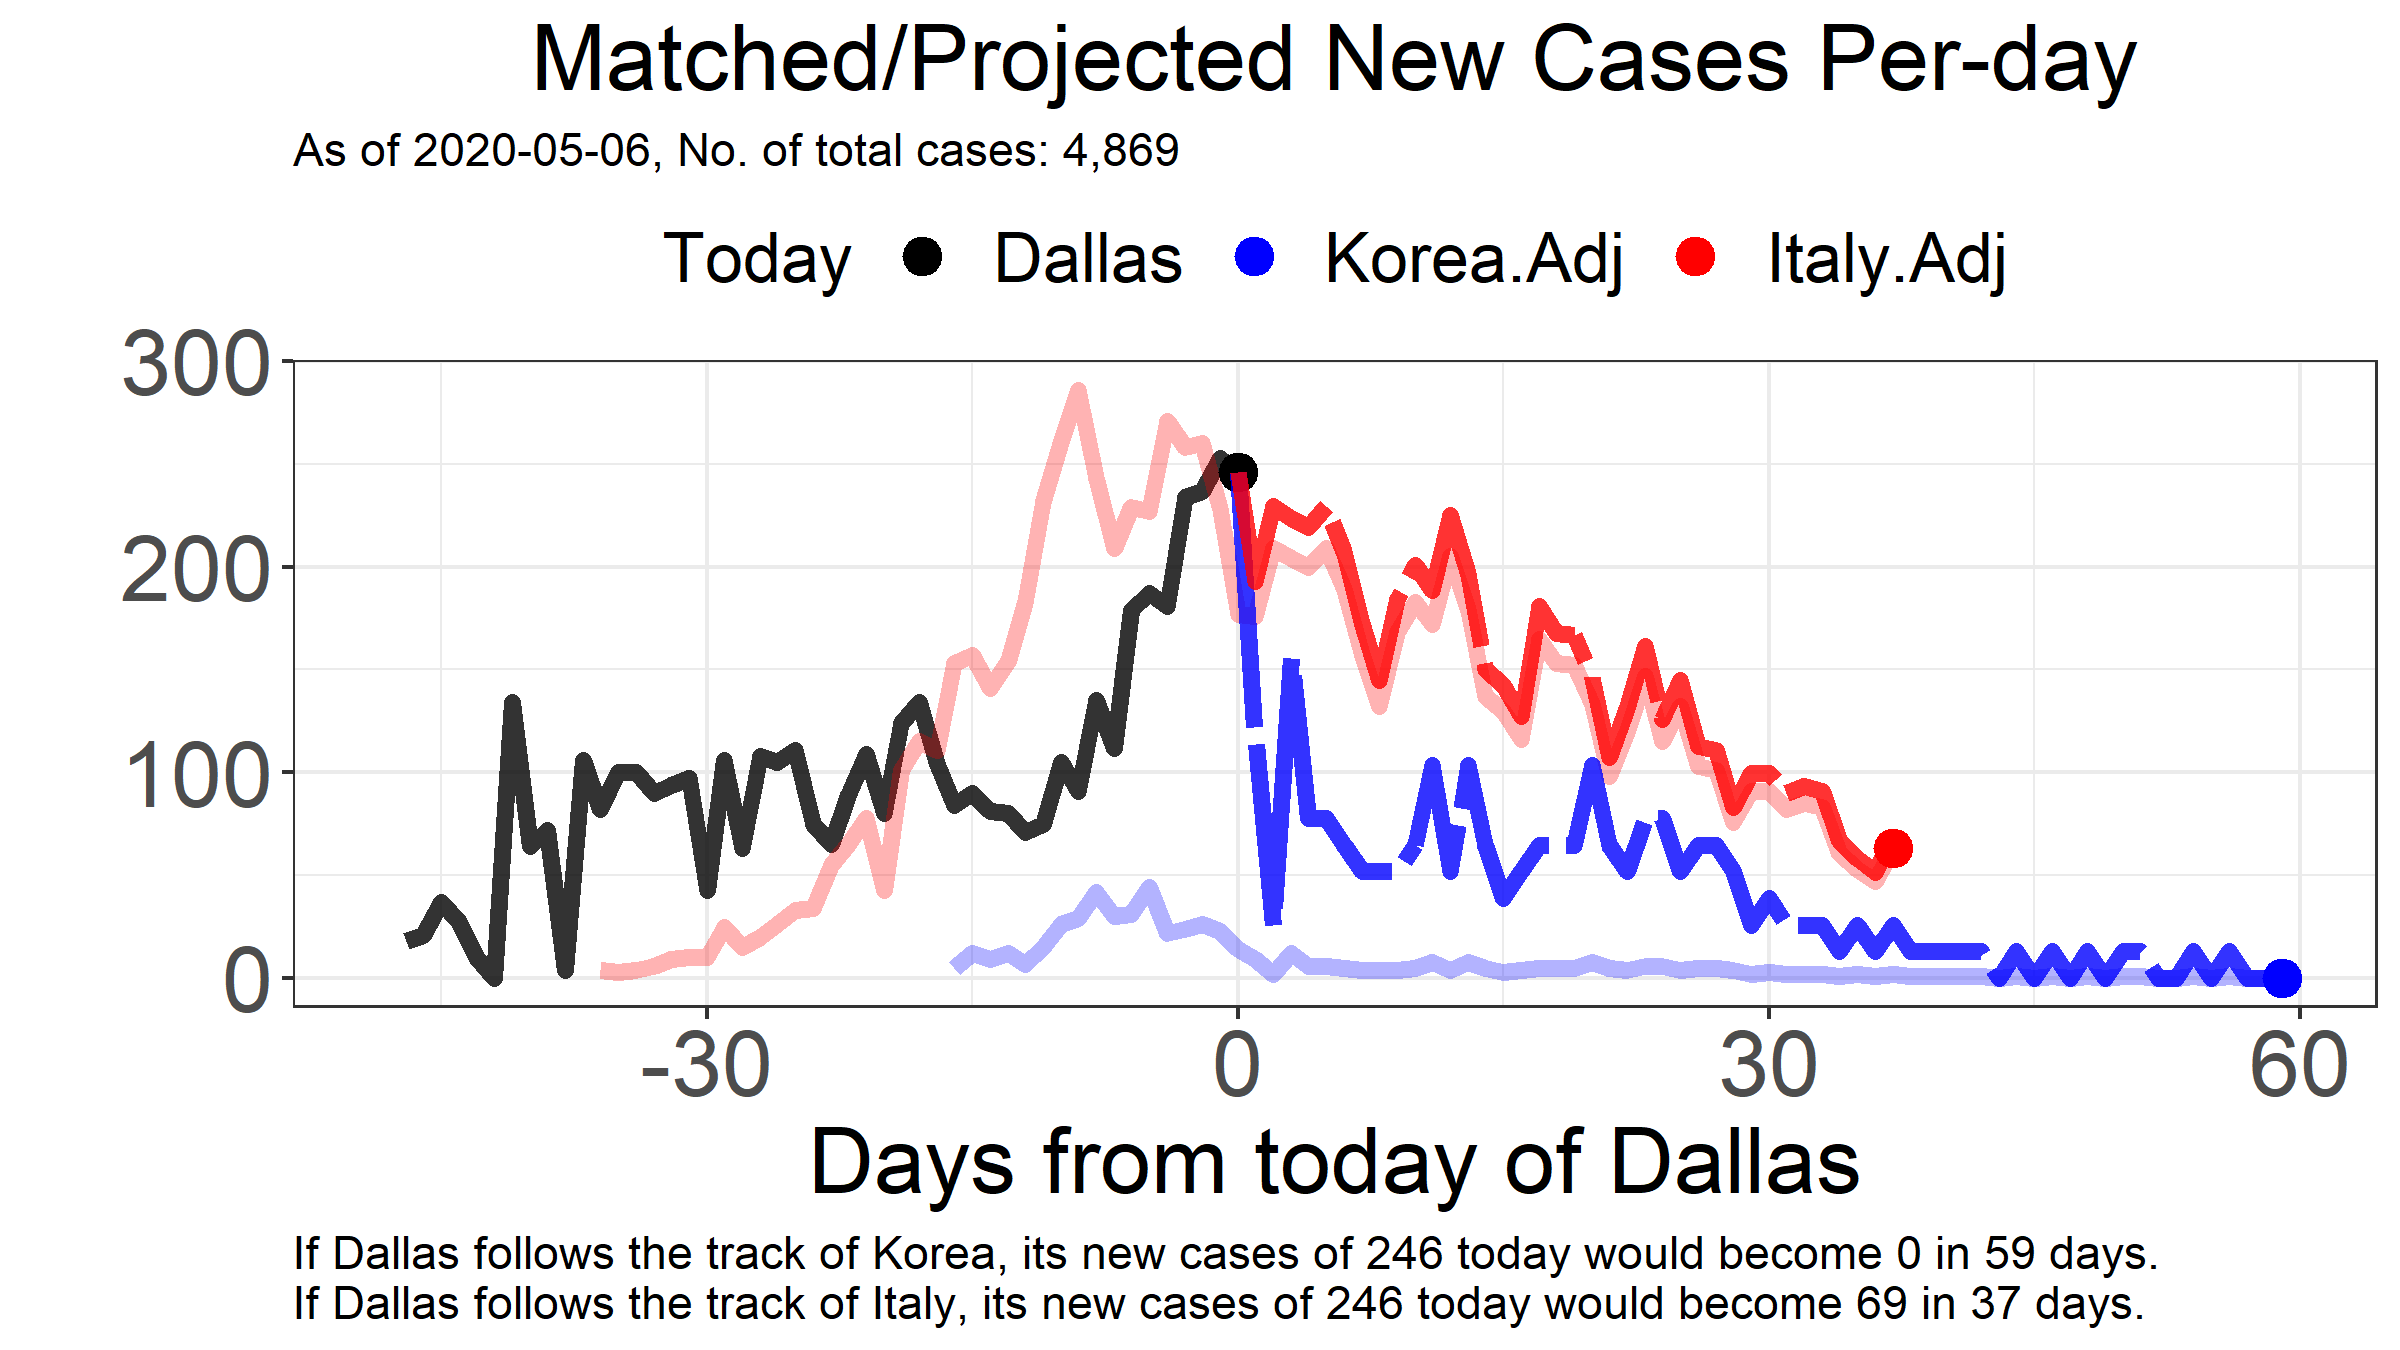 Matched/Projected New Cases Per-day
As of 2020-05-06, No. of total cases: 4,869
Today Dallas Korea.Adj Italy.Adj
300
200
100
0
-30 0 30 60
Days from today of Dallas
If Dallas follows the track of Korea, its new cases of 246 today would become 0 in 59 days.
If Dallas follows the track of Italy, its new cases of 246 today would become 69 in 37 days.